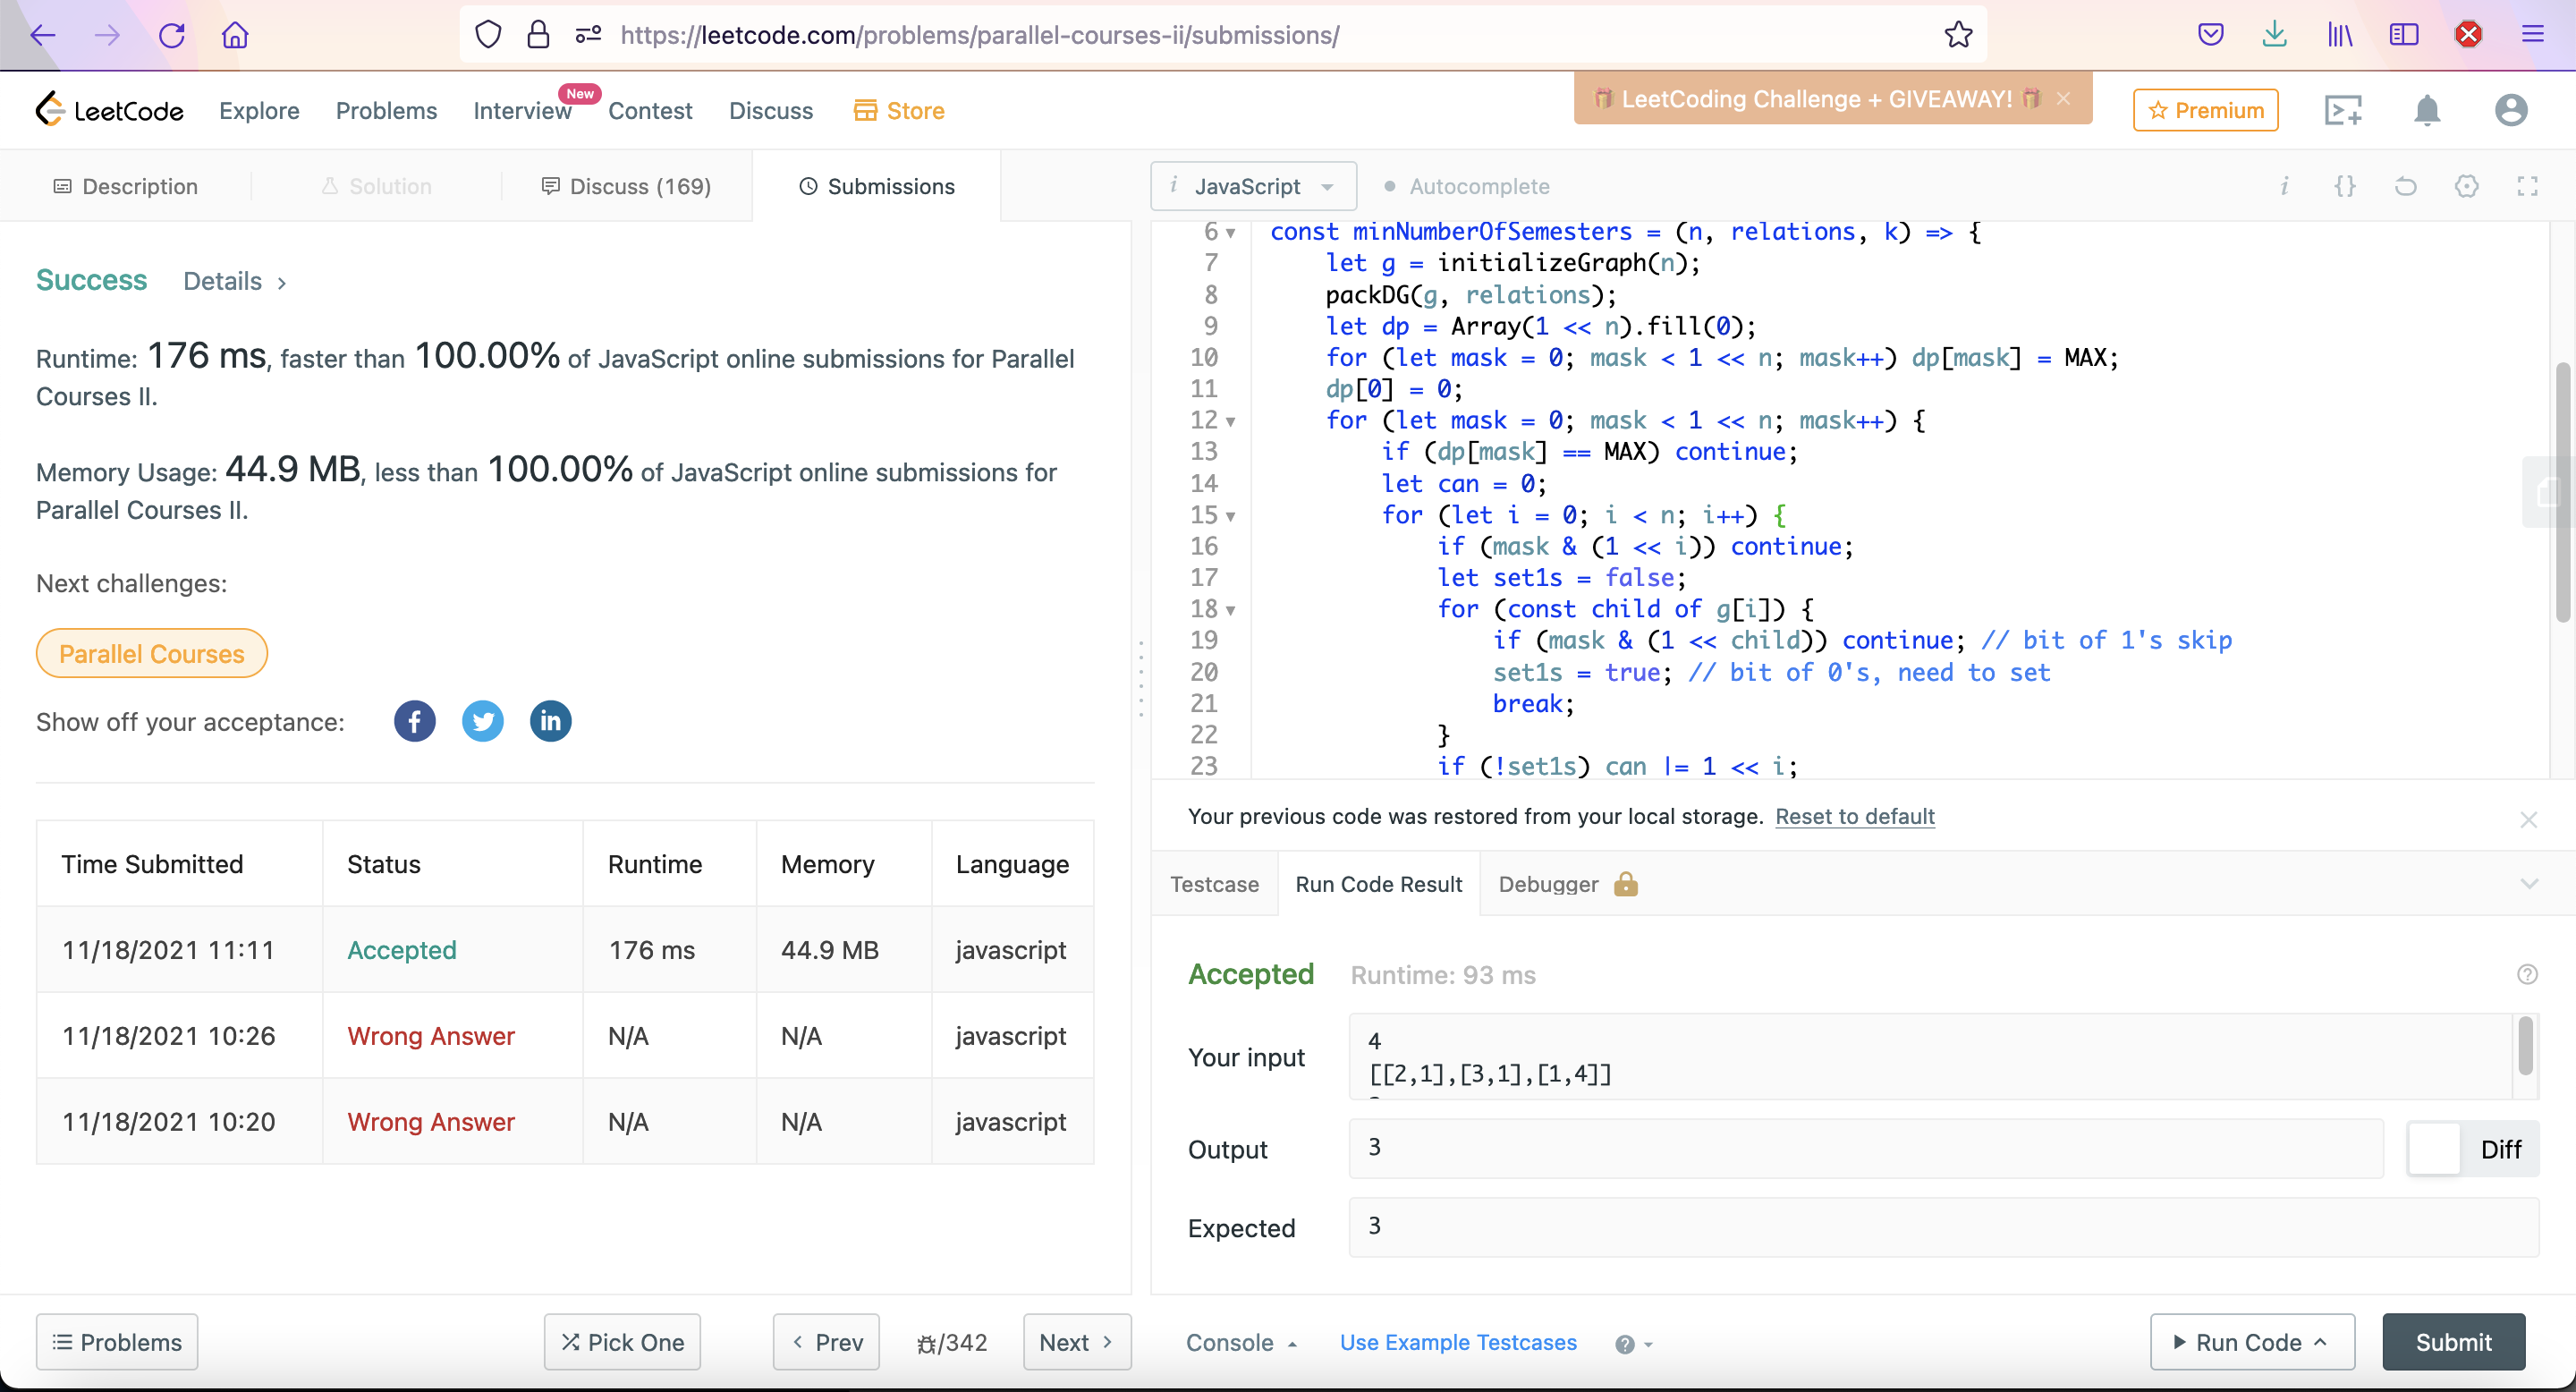 https://leetcode.com/problems/parallel-courses-ii/submissions/
LeetCode
Explore
Problems
Interview
New
Contest
Discuss
Store
LeetCoding Challenge + GIVEAWAY!
Premium
Description
Solution
Discuss (169)
Submissions
Success
Details
Runtime: 176 ms, faster than 100.00% of JavaScript online submissions for Parallel
Courses II.
Memory Usage: 44.9 MB, less than 100.00% of JavaScript online submissions for
Parallel Courses II.
Next challenges:
Parallel Courses
Show off your acceptance:
Time Submitted Status Runtime Memory Language
11/18/2021 11:11 Accepted 176 ms 44.9 MB javascript
11/18/2021 10:26 Wrong Answer N/A N/A javascript
11/18/2021 10:20 Wrong Answer N/A N/A javascript
Problems
Pick One
Prev
/342
Next
i JavaScript
Autocomplete
i {}
6 const minNumberOfSemesters = (n, relations, k) => {
7 let g = initializeGraph(n);
8 packDG(g, relations);
9 let dp = Array(1 << n).fill(0);
10 for (let mask = 0; mask < 1 << n; mask++) dp[mask] = MAX;
11 dp[0] = 0;
12 for (let mask = 0; mask < 1 << n; mask++) {
13 if (dp[mask] == MAX) continue;
14 let can = 0;
15 for (let i = 0; i < n; i++) {
16 if (mask & (1 << i)) continue;
17 let set1s = false;
18 for (const child of g[i]) {
19 if (mask & (1 << child)) continue; // bit of 1's skip
20 set1s = true; // bit of 0's, need to set
21 break;
22 }
23 if (!set1s) can |= 1 << i;
Your previous code was restored from your local storage. Reset to default
Testcase
Run Code Result
Debugger
Accepted Runtime: 93 ms
Your input
4
[[2,1],[3,1],[1,4]]
Output
3
Diff
Expected
3
Console
Use Example Testcases
Run Code
Submit